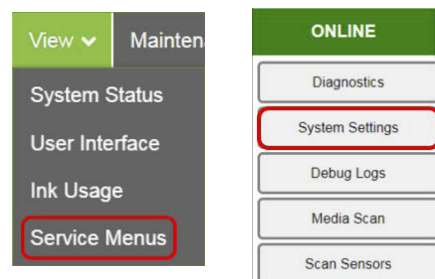 View
Mainten
System Status
User Interface
Ink Usage
Service Menus
ONLINE
Diagnostics
System Settings
Debug Logs
Media Scan
Scan Sensors